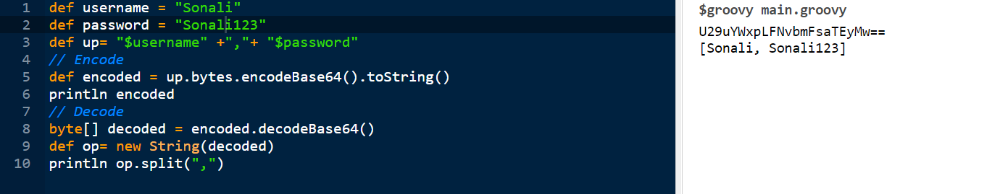 1 def username = "Sonali"
2 def password = "Sonali123"
3 def up= "$username" +","+ "$password"
4 // Encode
5 def encoded = up.bytes.encodeBase64().toString()
6 println encoded
7 // Decode
8 byte[] decoded = encoded.decodeBase64()
9 def op= new String(decoded)
10 println op.split(",")
$groovy main.groovy
U29uYWxpLFNvbmFsaTEyMw==
[Sonali, Sonali123]